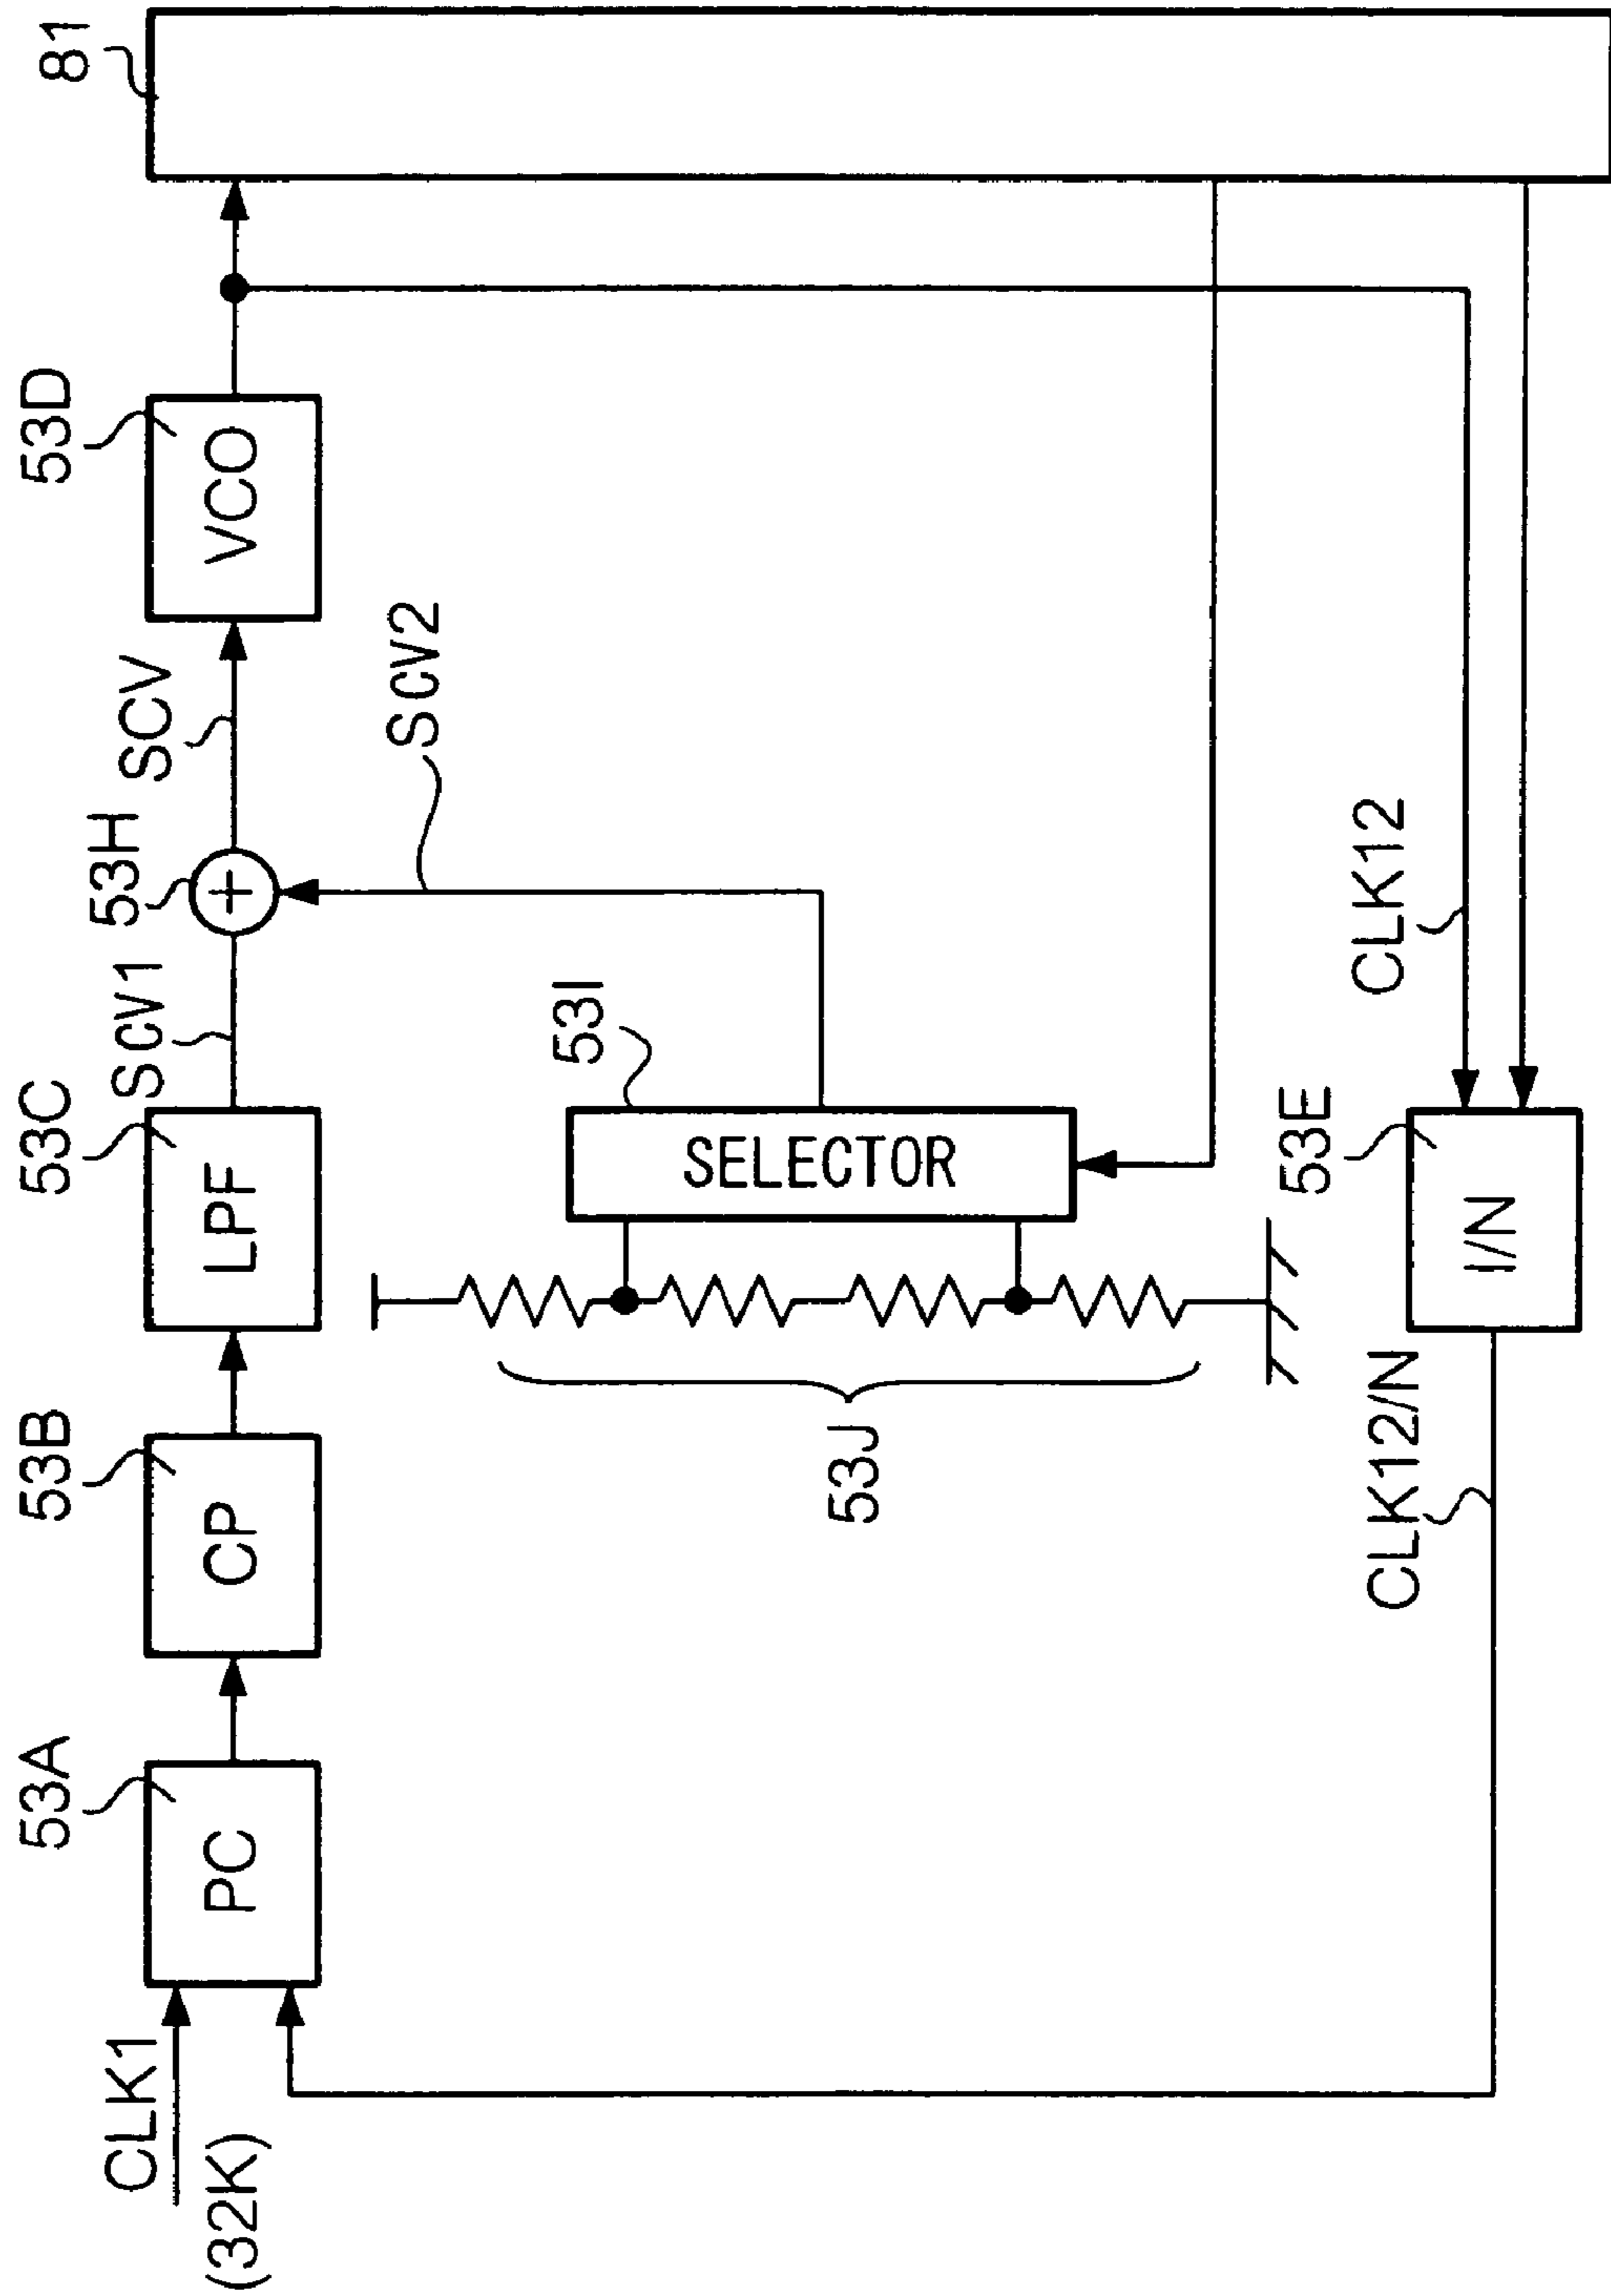 CLK1
(32K)
53A
PC
53B
CP
53C
LPF
SCV1
53H
+
SCV
53D
VCO
81
SCV2
53I
SELECTOR
53J
53E
I/N
CLK12
CLK12/N